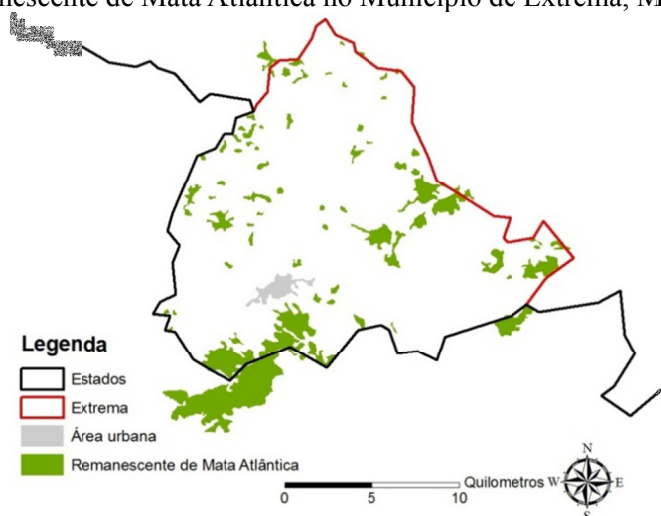 nescente de Mata Atlântica no Município de Extrema, M
Legenda
Estados
Extrema
Área urbana
Remanescente de Mata Atlântica
0 5 10
Quilometros
N
W
E
S